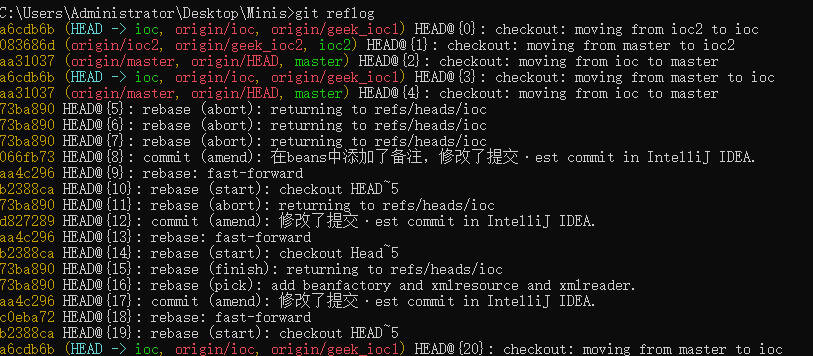 C:\Users\Administrator\Desktop\Minis>git reflog
a6cdb6b (HEAD -> ioc, origin/ioc, origin/geek_ioc1) HEAD@{0}: checkout: moving from ioc2 to ioc
083686d (origin/ioc2, origin/geek_ioc2, ioc2) HEAD@{1}: checkout: moving from master to ioc2
aa31037 (origin/master, origin/HEAD, master) HEAD@{2}: checkout: moving from ioc to master
a6cdb6b (HEAD -> ioc, origin/ioc, origin/geek_ioc1) HEAD@{3}: checkout: moving from master to ioc
aa31037 (origin/master, origin/HEAD, master) HEAD@{4}: checkout: moving from ioc to master
73ba890 HEAD@{5}: rebase (abort): returning to refs/heads/ioc
73ba890 HEAD@{6}: rebase (abort): returning to refs/heads/ioc
73ba890 HEAD@{7}: rebase (abort): returning to refs/heads/ioc
066fb73 HEAD@{8}: commit (amend): 在beans中添加了备注，修改了提交·est commit in IntelliJ IDEA.
aa4c296 HEAD@{9}: rebase: fast-forward
b2388ca HEAD@{10}: rebase (start): checkout HEAD~5
73ba890 HEAD@{11}: rebase (abort): returning to refs/heads/ioc
d827289 HEAD@{12}: commit (amend): 修改了提交·est commit in IntelliJ IDEA.
aa4c296 HEAD@{13}: rebase: fast-forward
b2388ca HEAD@{14}: rebase (start): checkout Head~5
73ba890 HEAD@{15}: rebase (finish): returning to refs/heads/ioc
73ba890 HEAD@{16}: rebase (pick): add beanfactory and xmlresource and xmlreader.
aa4c296 HEAD@{17}: commit (amend): 修改了提交·est commit in IntelliJ IDEA.
c0eba72 HEAD@{18}: rebase: fast-forward
b2388ca HEAD@{19}: rebase (start): checkout HEAD~5
a6cdb6b (HEAD -> ioc, origin/ioc, origin/geek_ioc1) HEAD@{20}: checkout: moving from master to ioc